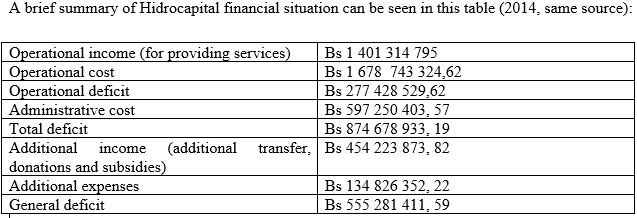 A brief summary of Hidrocapital financial situation can be seen in this table (2014, same source):
Operational income (for providing services) Bs 1 401 314 795
Operational cost Bs 1 678  743 324,62
Operational deficit Bs 277 428 529,62
Administrative cost Bs 597 250 403, 57
Total deficit Bs 874 678 933, 19
Additional income (additional transfer, Bs 454 223 873, 82
donations and subsidies)
Additional expenses Bs 134 826 352, 22
General deficit Bs 555 281 411, 59